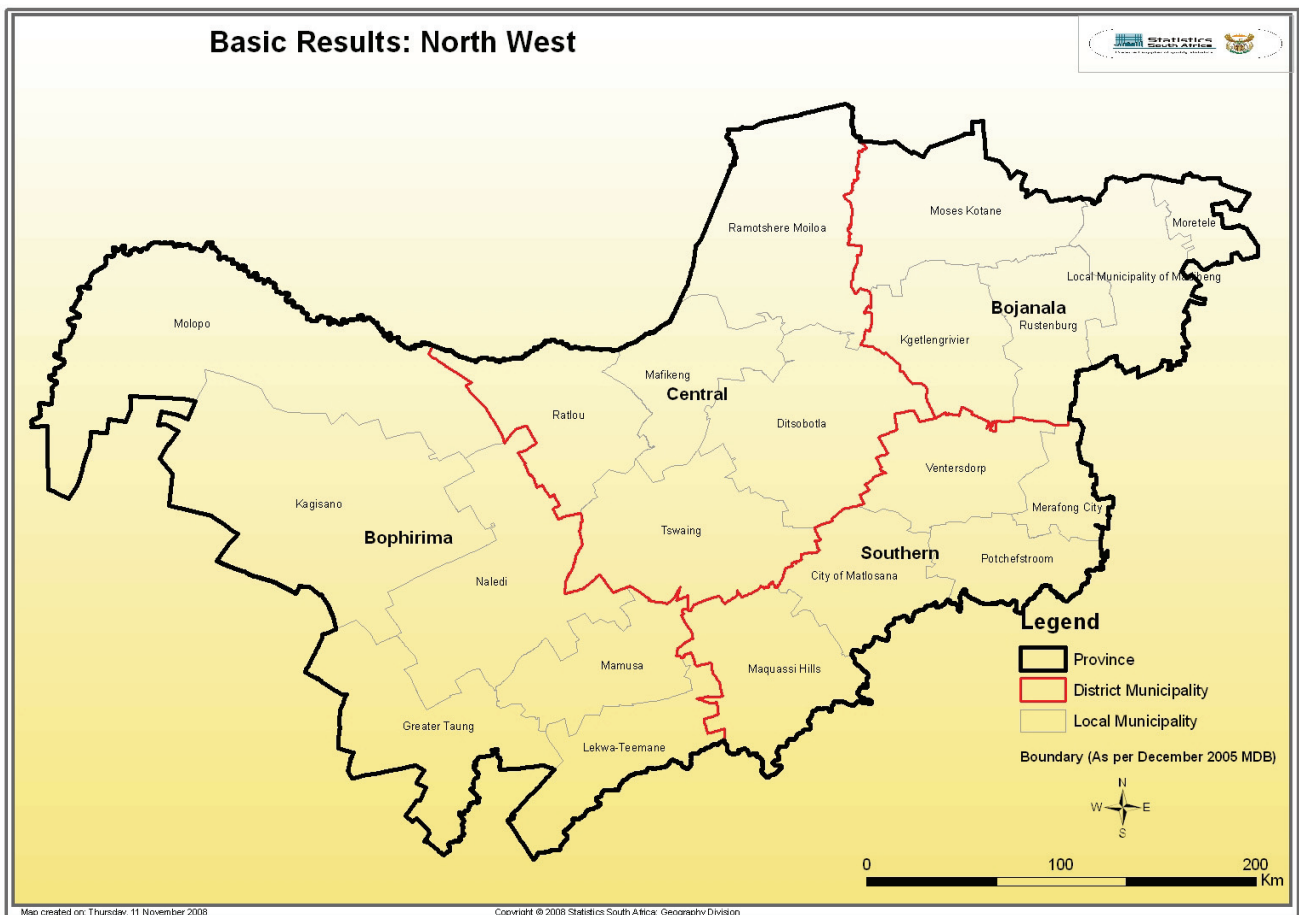 Basic Results: North West
Statistics
South Africa
Ramotshere Moiloa
Moses Kotane
Moretele
Local Municipality of Ma beng
Bojanala
Rustenburg
Kgetlengrivier
Molopo
Mafikeng
Central
Ratlou
Ditsobotla
Ventersdorp
Merafong City
Kagisano
Bophirima
Tswaing
Southern
Potchefstroom
City of Matlosana
Naledi
Mamusa
Maquassi Hills
Greater Taung
Lekwa-Teemane
Legend
Province
District Municipality
Local Municipality
Boundary (As per December 2005 MDB)
N
W E
S
0 100 200
Km
Map created on: Thursday, 11 November 2008
Copyright © 2008 Statistics South Africa: Geography Division